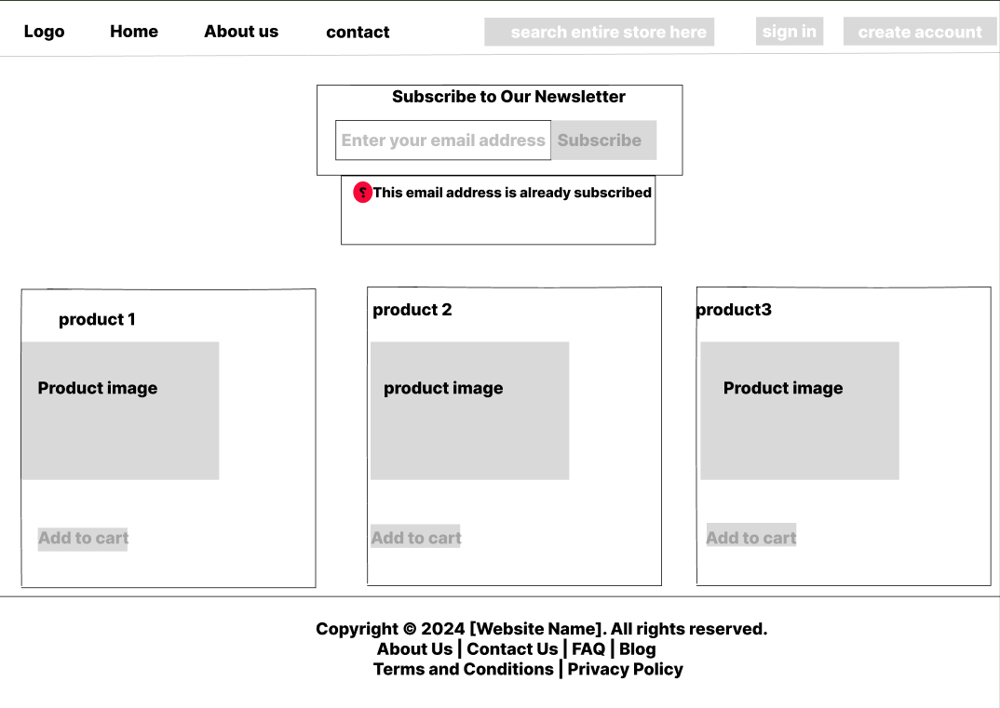 Logo Home About us contact search entire store here sign in create account
Subscribe to Our Newsletter
Enter your email address Subscribe
؟ This email address is already subscribed
product 1 product 2 product3
Product image product image Product image
Add to cart Add to cart Add to cart
Copyright © 2024 [Website Name]. All rights reserved.
About Us | Contact Us | FAQ | Blog
Terms and Conditions | Privacy Policy